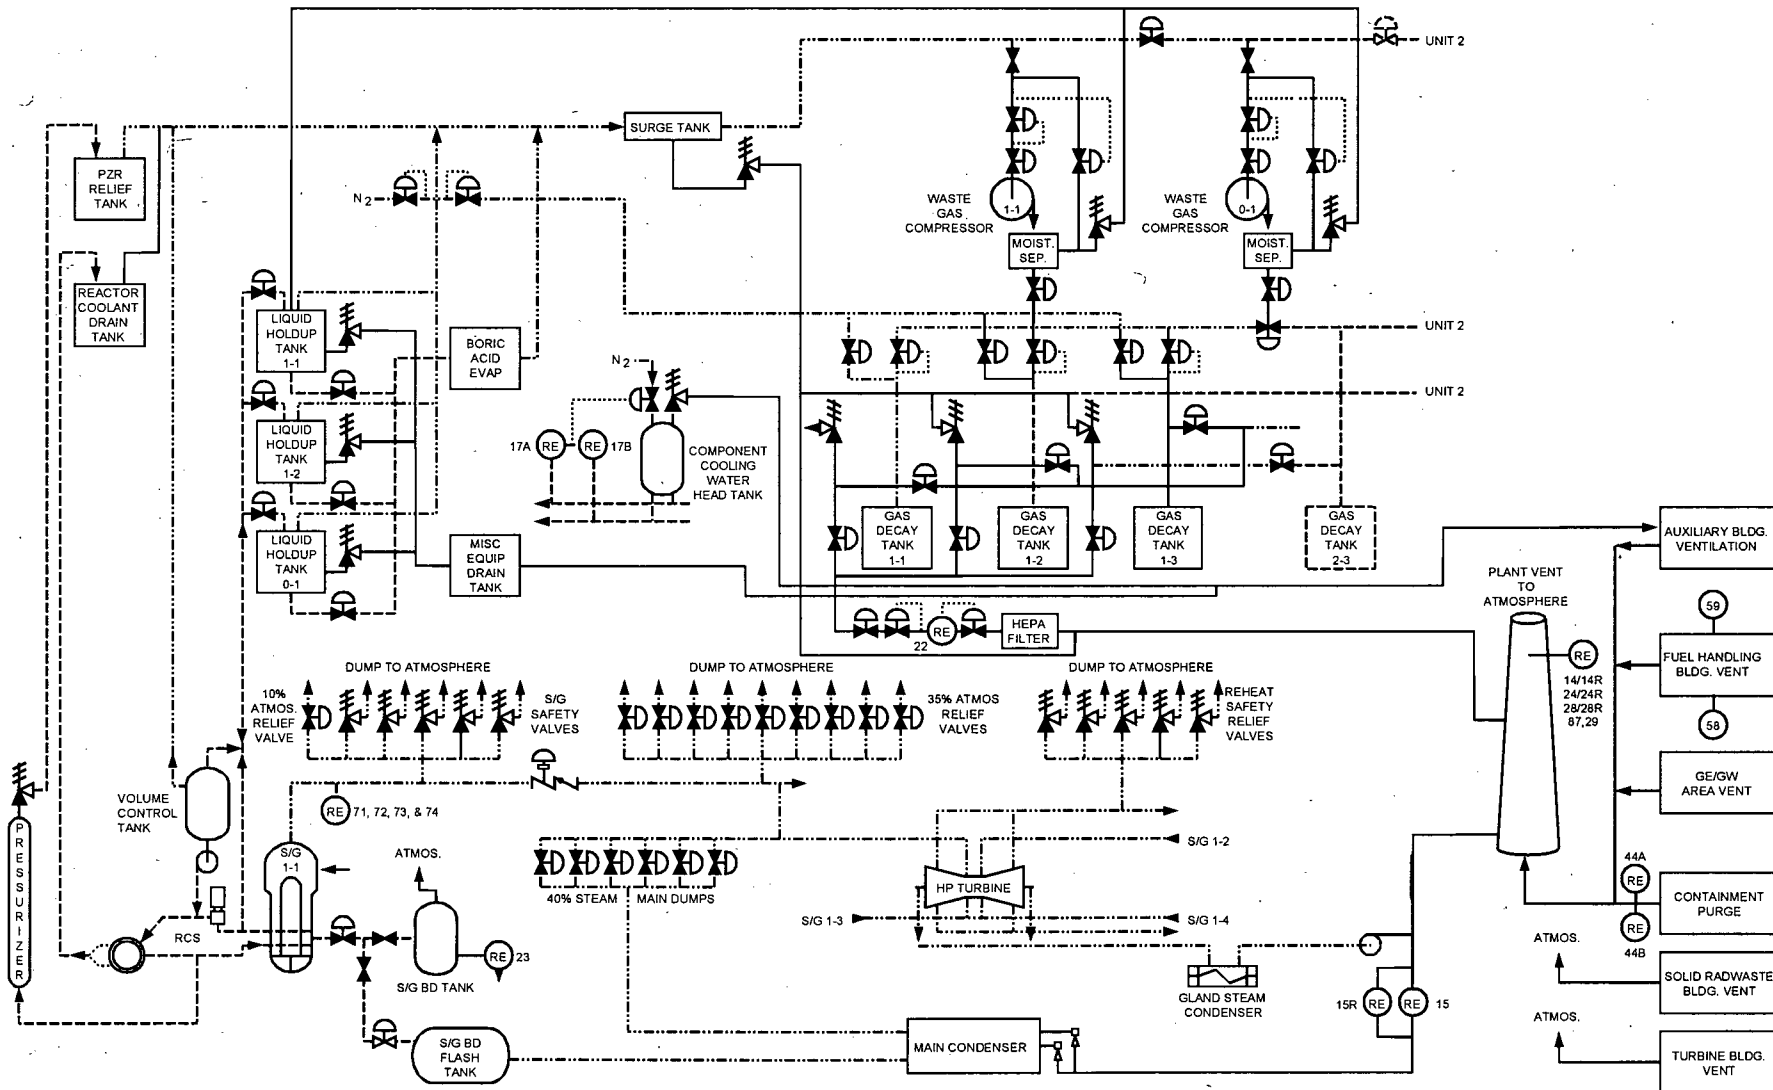 UNIT 2
SURGE TANK
PZR
RELIEF
TANK
N2
WASTE
GAS
COMPRESSOR
1-1
WASTE
GAS
COMPRESSOR
0-1
MOIST.
SEP.
MOIST.
SEP.
REACTOR
COOLANT
DRAIN
TANK
LIQUID
HOLDUP
TANK
1-1
BORIC
ACID
EVAP
UNIT 2
N2
UNIT 2
LIQUID
HOLDUP
TANK
1-2
17A
RE
RE
17B
COMPONENT
COOLING
WATER
HEAD TANK
LIQUID
HOLDUP
TANK
0-1
MISC
EQUIP
DRAIN
TANK
GAS
DECAY
TANK
1-1
GAS
DECAY
TANK
1-2
GAS
DECAY
TANK
1-3
GAS
DECAY
TANK
2-3
AUXILIARY BLDG.
VENTILATION
PLANT VENT
TO
ATMOSPHERE
59
RE
22
HEPA
FILTER
FUEL HANDLING
BLDG. VENT
58
RE
14/14R
24/24R
28/28R
87,29
DUMP TO ATMOSPHERE
DUMP TO ATMOSPHERE
DUMP TO ATMOSPHERE
10%
ATMOS.
RELIEF
VALVE
S/G
SAFETY
VALVES
35% ATMOS
RELIEF
VALVES
REHEAT
SAFETY
RELIEF
VALVES
GE/GW
AREA VENT
VOLUME
CONTROL
TANK
RE
71, 72, 73, & 74
PRESSURIZER
S/G
1-1
ATMOS.
S/G 1-2
HP TURBINE
40% STEAM
MAIN DUMPS
S/G 1-3
S/G 1-4
44A
RE
CONTAINMENT
PURGE
RE
44B
RCS
RE
23
S/G BD TANK
GLAND STEAM
CONDENSER
15R
RE
RE
15
ATMOS.
SOLID RADWASTE
BLDG. VENT
S/G BD
FLASH
TANK
MAIN CONDENSER
ATMOS.
TURBINE BLDG.
VENT